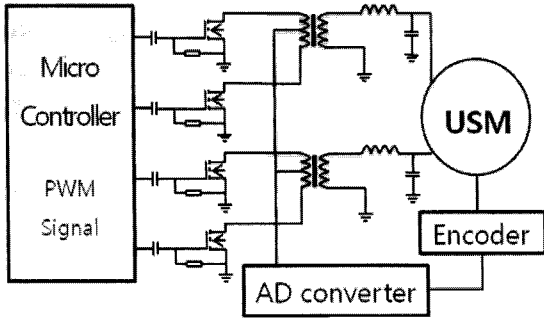 Micro
Controller
PWM
Signal
USM
Encoder
AD converter